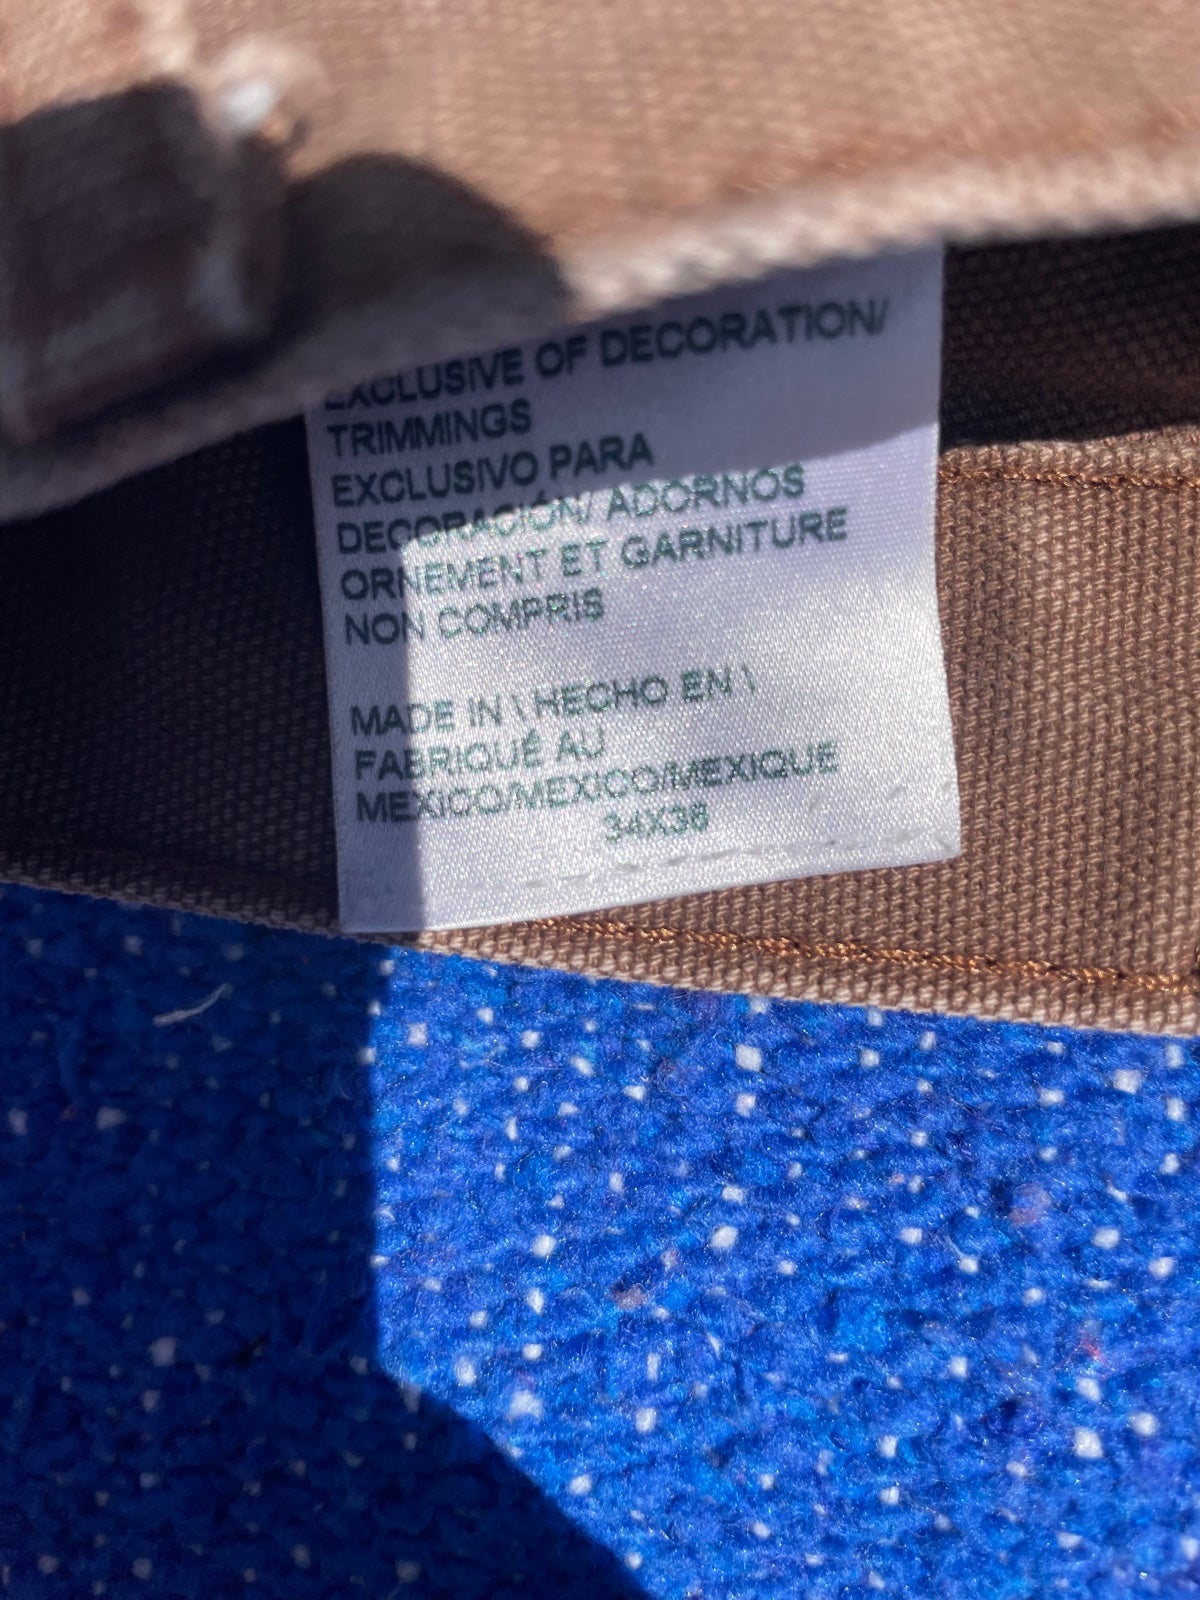 EXCLUSIVE OF DECORATION/
TRIMMINGS
EXCLUSIVO PARA
DECORACIÓN/ ADORNOS
ORNEMENT ET GARNITURE
NON COMPRIS
MADE IN \ HECHO EN \
FABRIQUÉ AU
MEXICO/MEXICO/MEXIQUE
34X36